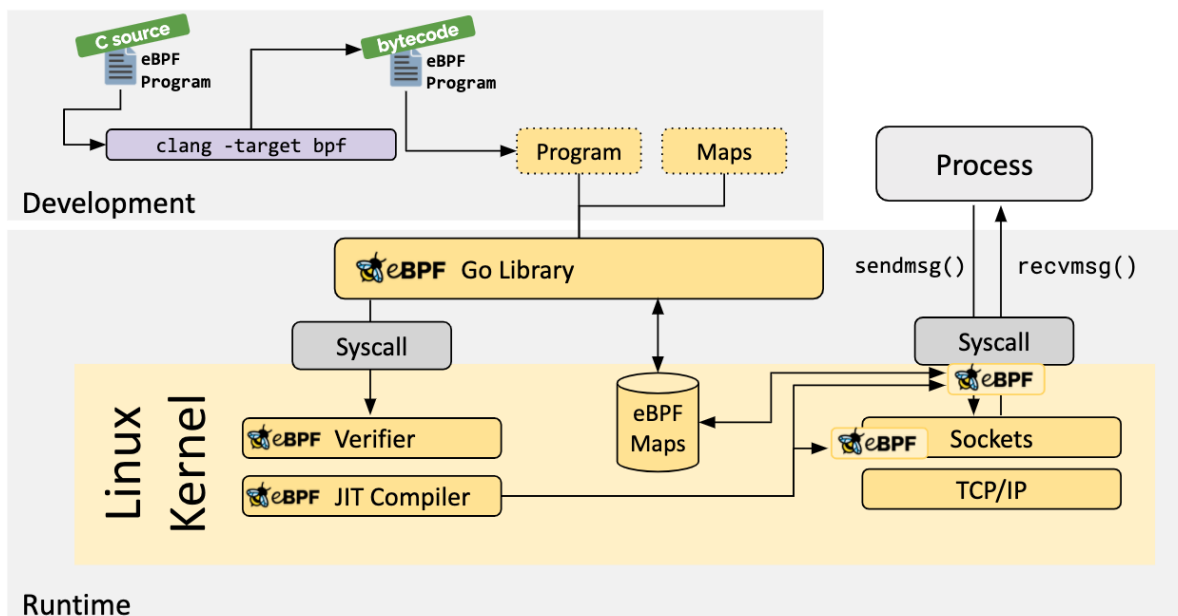 C source
eBPF
Program
bytecode
eBPF
Program
clang -target bpf
Program
Maps
Development
Process
eBPF Go Library
sendmsg()
recvmsg()
Syscall
Syscall
eBPF
Linux
Kernel
eBPF
Maps
eBPF Verifier
eBPF
Sockets
eBPF JIT Compiler
TCP/IP
Runtime